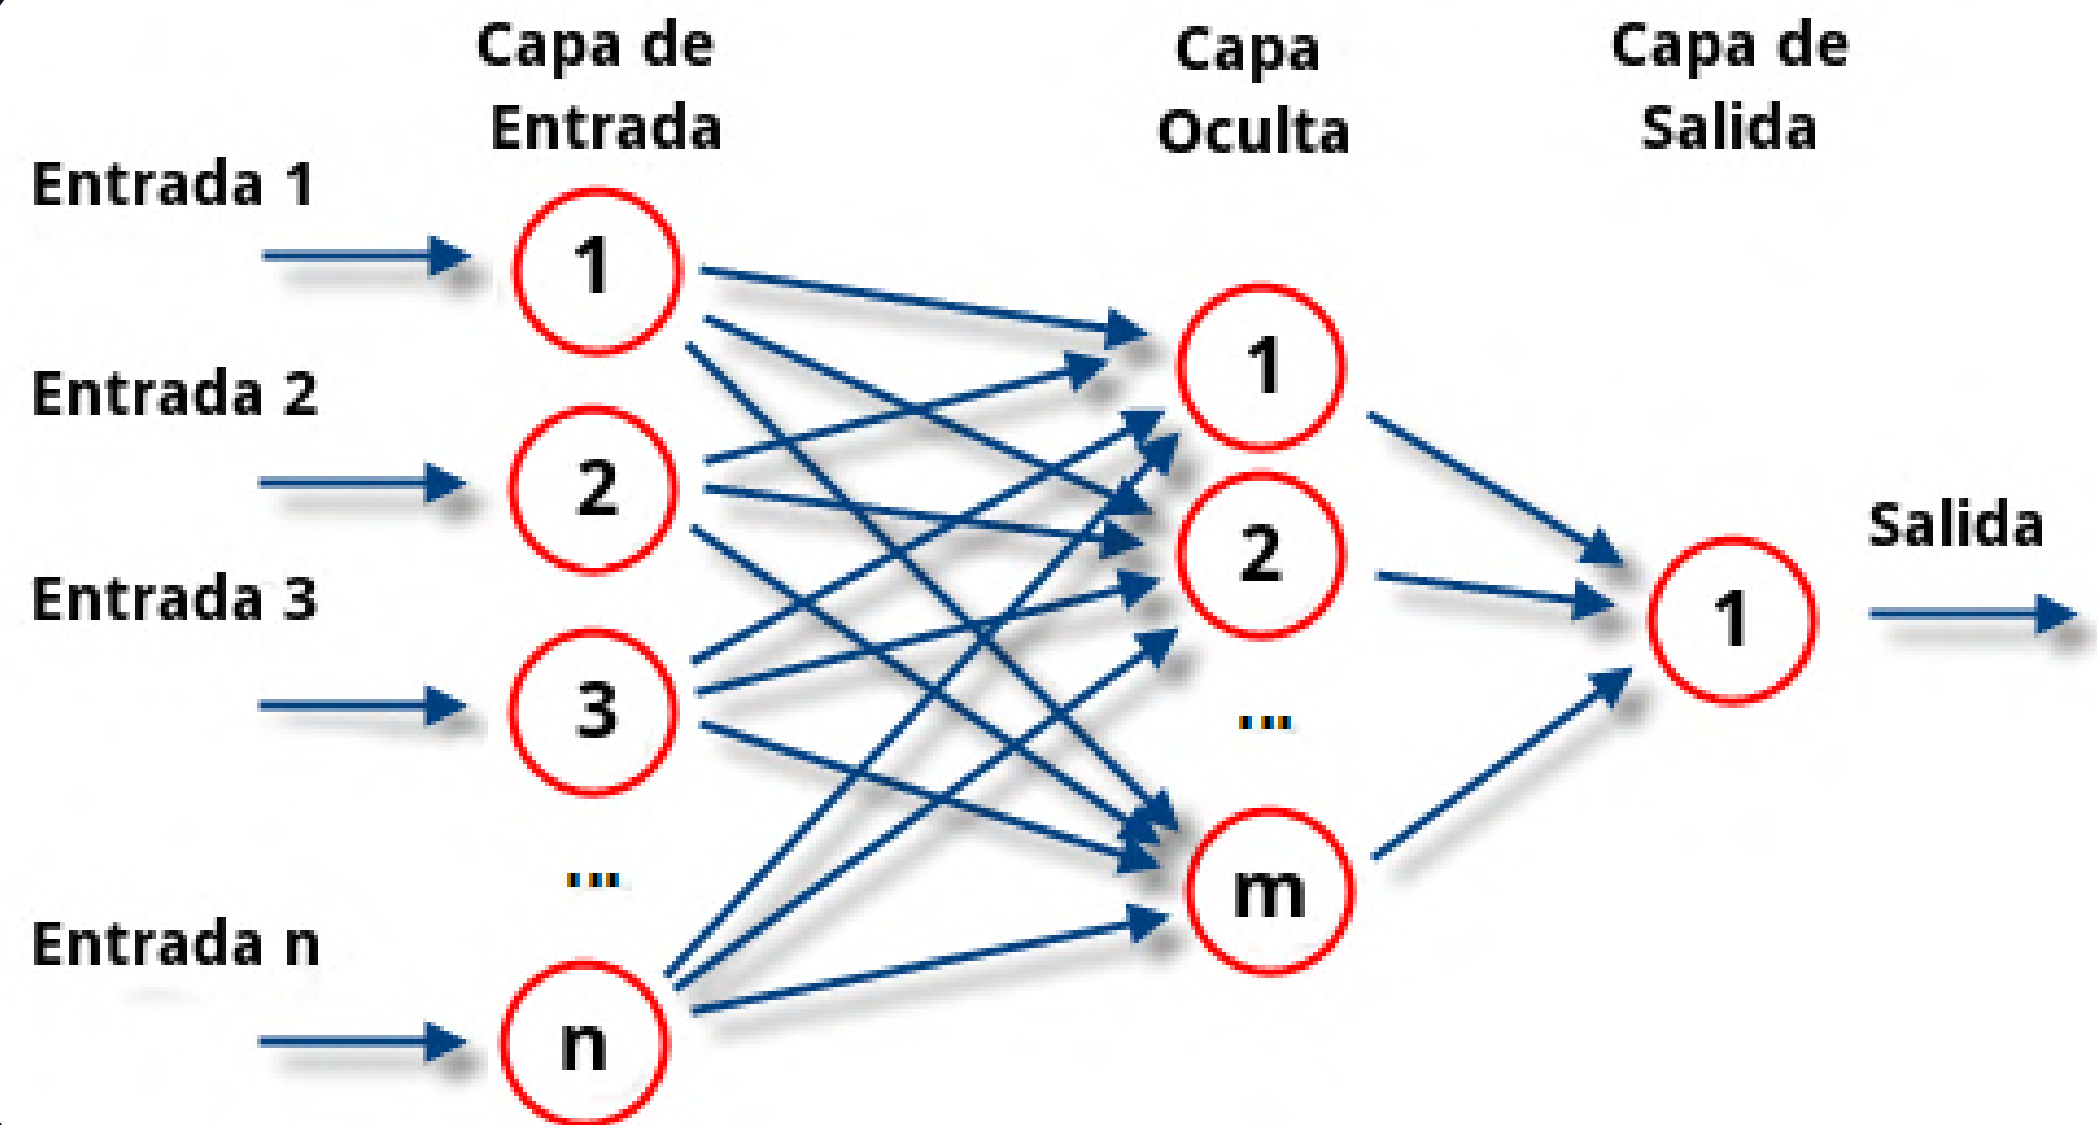 Capa de
Entrada
Capa
Oculta
Capa de
Salida
Entrada 1
1
Entrada 2
2
Entrada 3
3
...
Entrada n
n
1
2
...
m
1
Salida